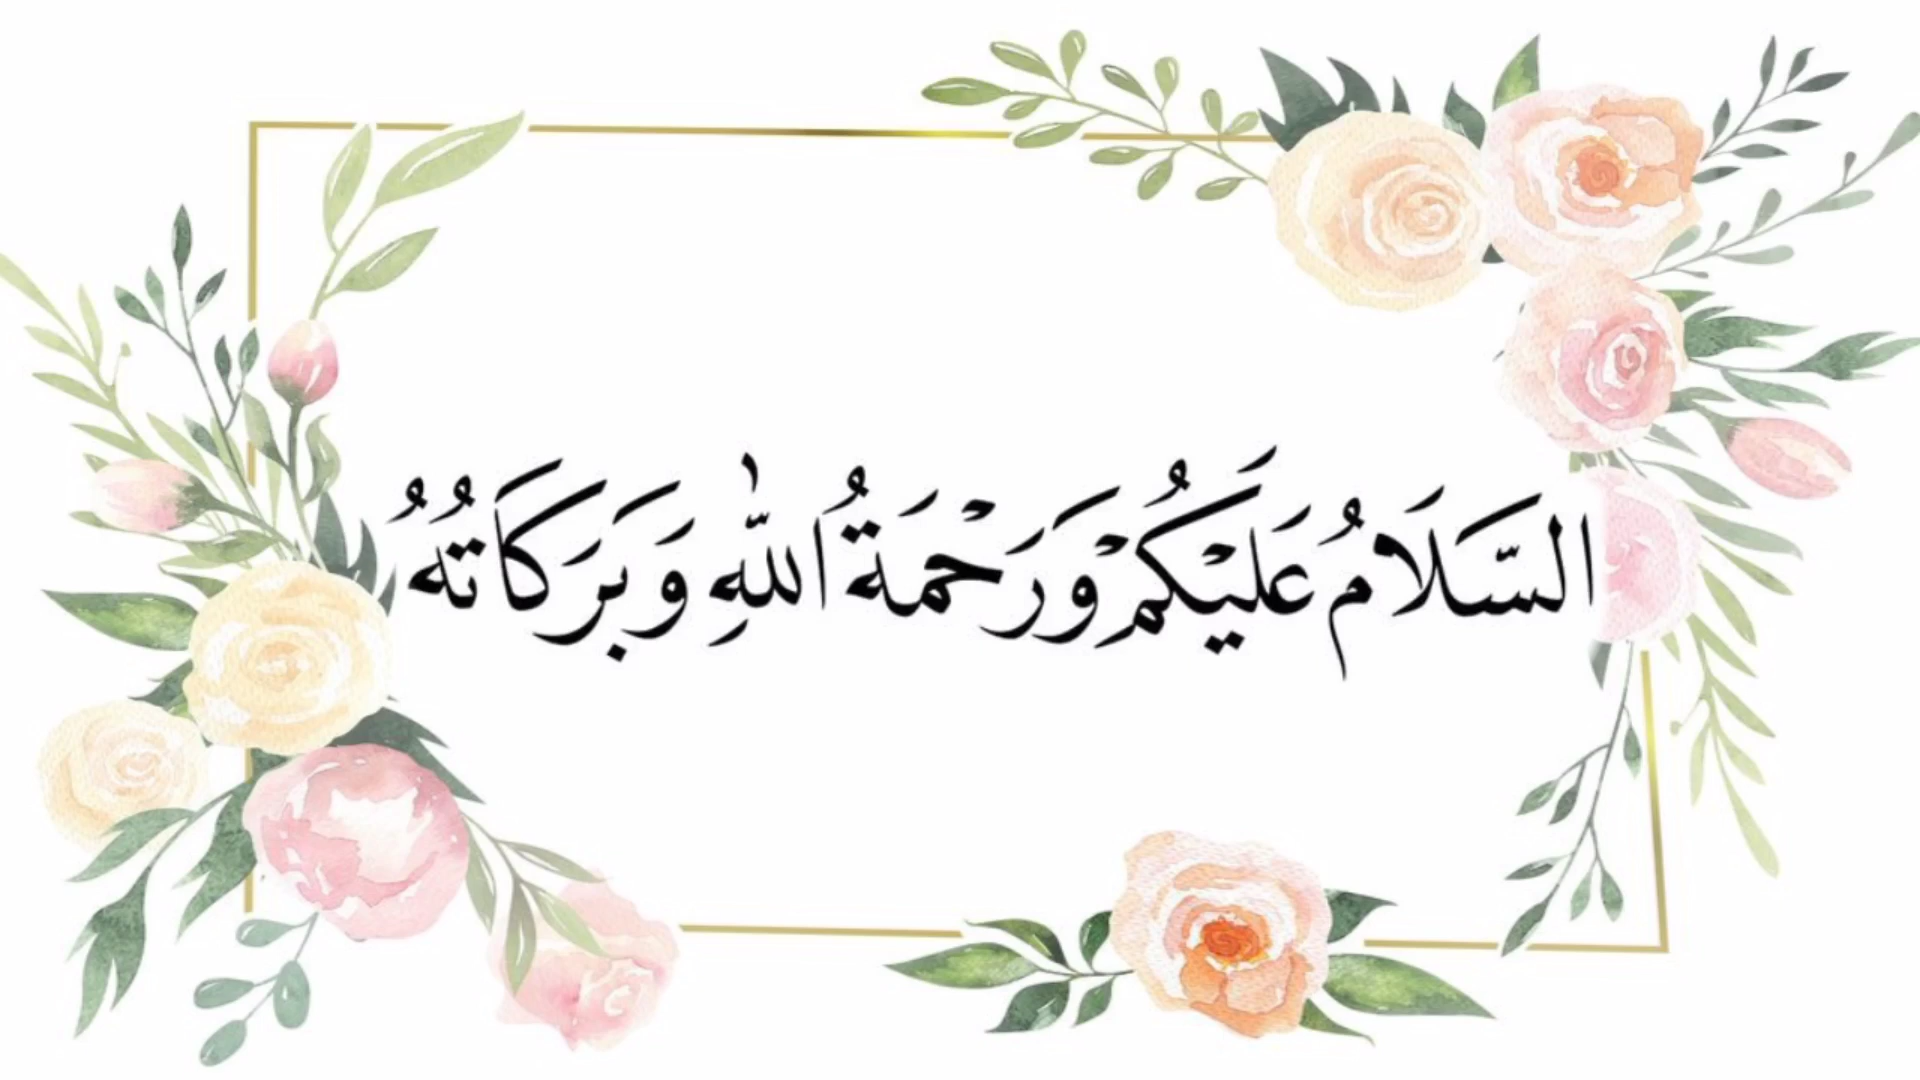 السَّلَامُ عَلَيْكُمْ وَرَحْمَةُ اللهِ وَبَرَكَاتُهُ